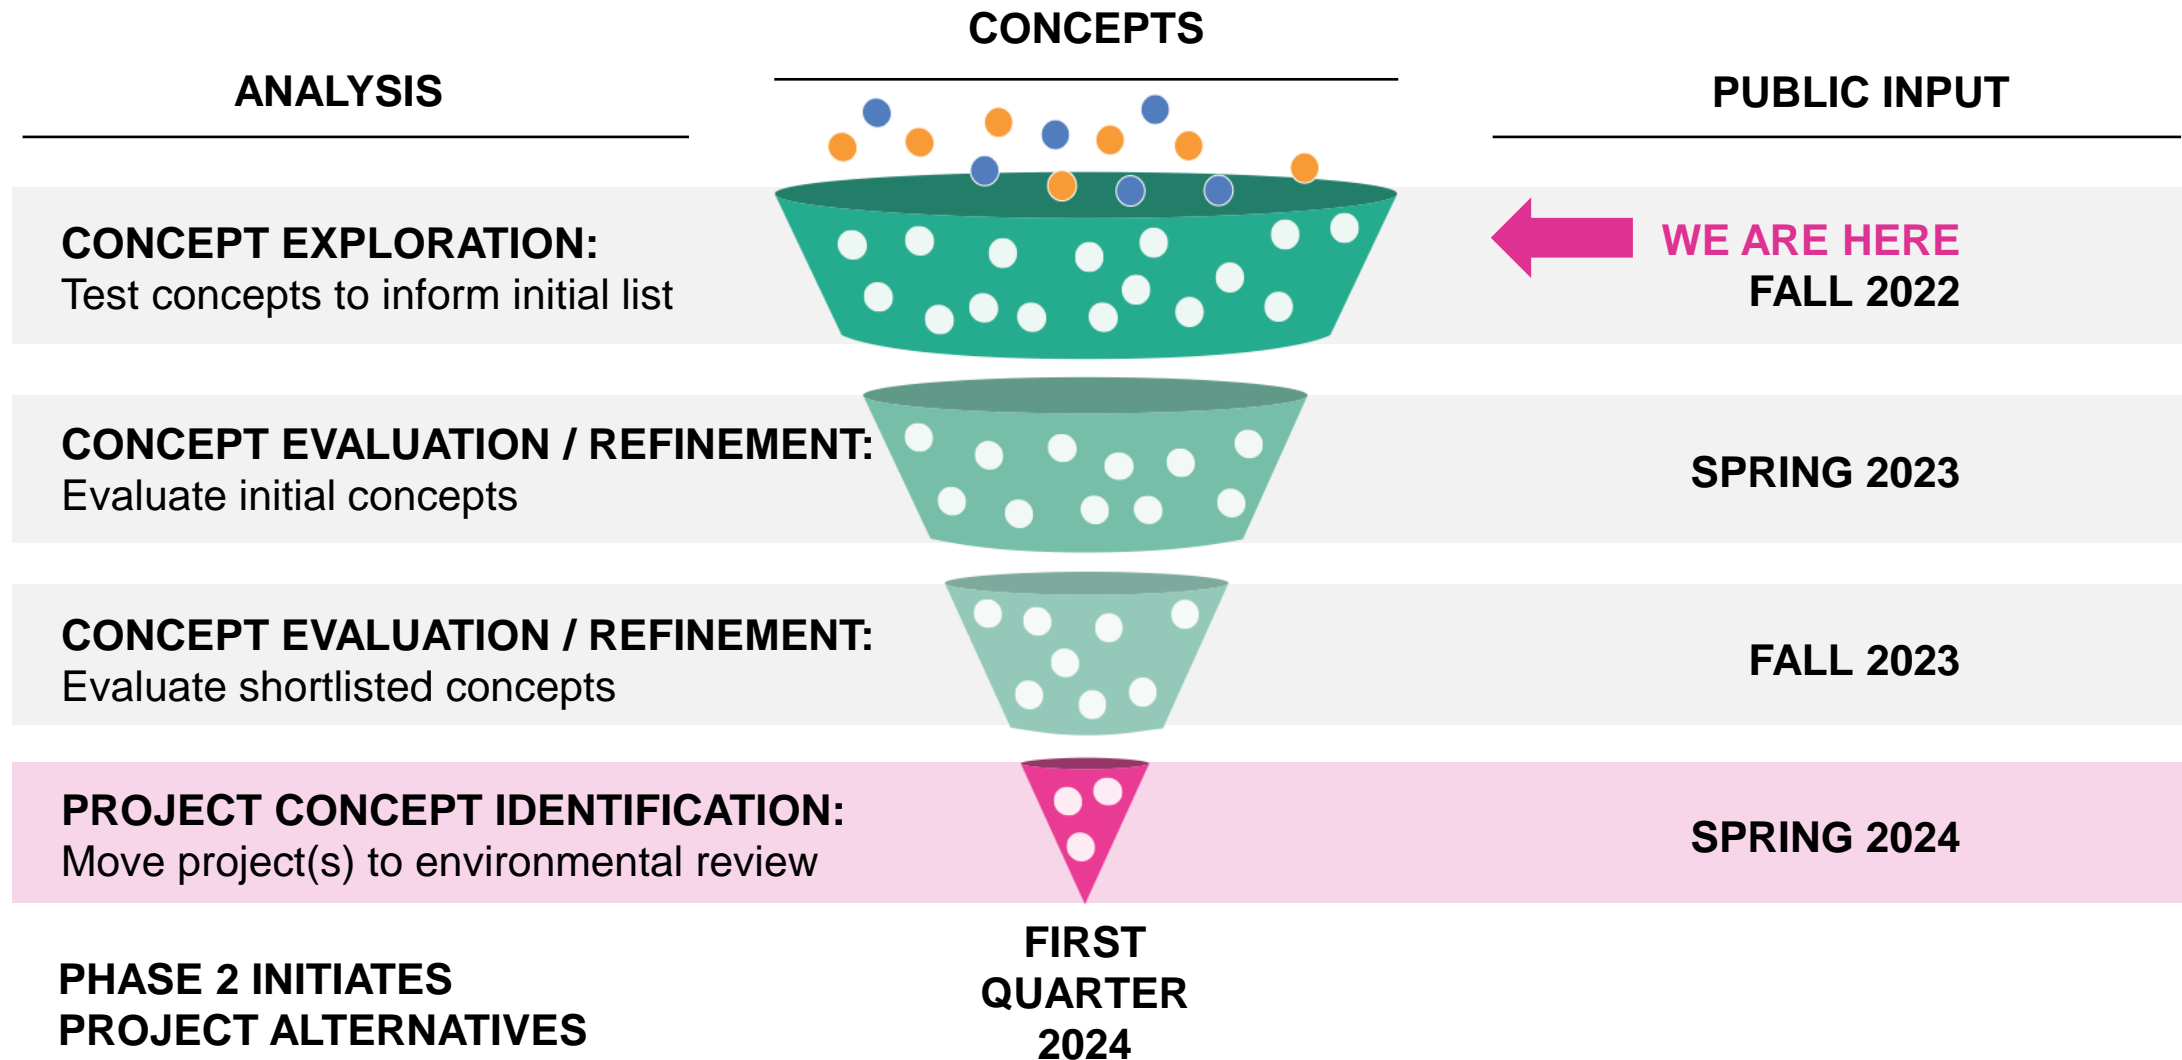 CONCEPTS
ANALYSIS
PUBLIC INPUT
CONCEPT EXPLORATION:
Test concepts to inform initial list
WE ARE HERE
FALL 2022
CONCEPT EVALUATION / REFINEMENT:
Evaluate initial concepts
SPRING 2023
CONCEPT EVALUATION / REFINEMENT:
Evaluate shortlisted concepts
FALL 2023
PROJECT CONCEPT IDENTIFICATION:
Move project(s) to environmental review
SPRING 2024
PHASE 2 INITIATES
PROJECT ALTERNATIVES
FIRST
QUARTER
2024